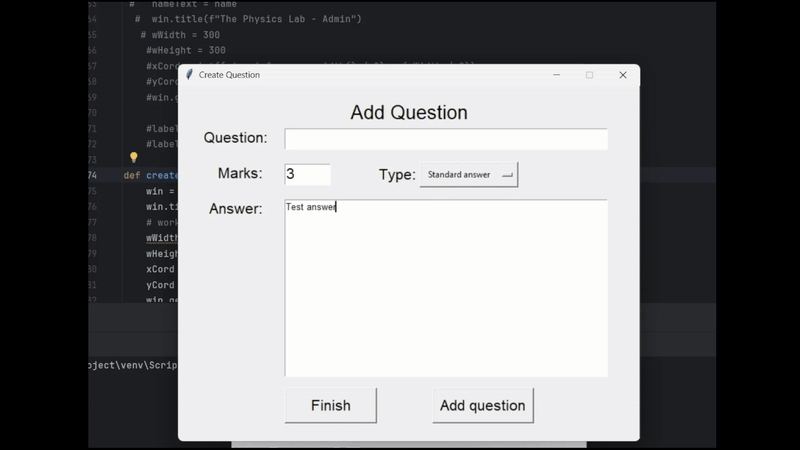 63 #   nameText = name
64 #  win.title(f"The Physics Lab - Admin")
65 # wWidth = 300
66 #wHeight = 300
67 #xCord
68 #yCord
69 #win.g
Create Question
70
Add Question
71 #label
Question:
72 #label
73
Marks: 3 Type: Standard answer
74 def create
75 win =
76 win.ti
Answer: Test answer
77 # work
78 wWidth
79 wHeigh
80 xCord
81 yCord
82 win.ge
oject\venv\Scrip
Finish Add question